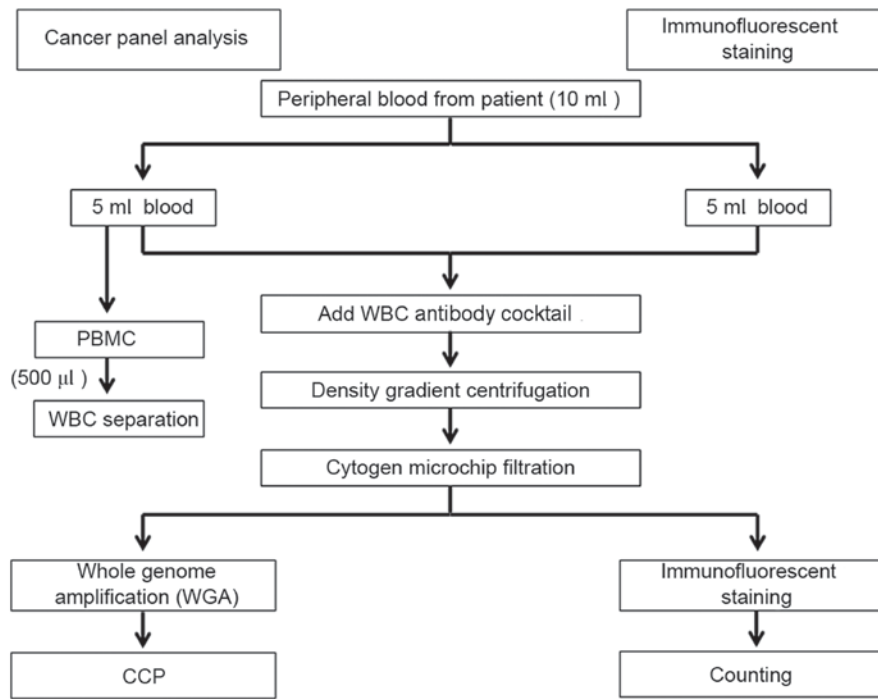 Cancer panel analysis
Immunofluorescent
staining
Peripheral blood from patient (10 ml )
5 ml blood
5 ml blood
Add WBC antibody cocktail
PBMC
(500 μl )
Density gradient centrifugation
WBC separation
Cytogen microchip filtration
Whole genome
amplification (WGA)
Immunofluorescent
staining
CCP
Counting